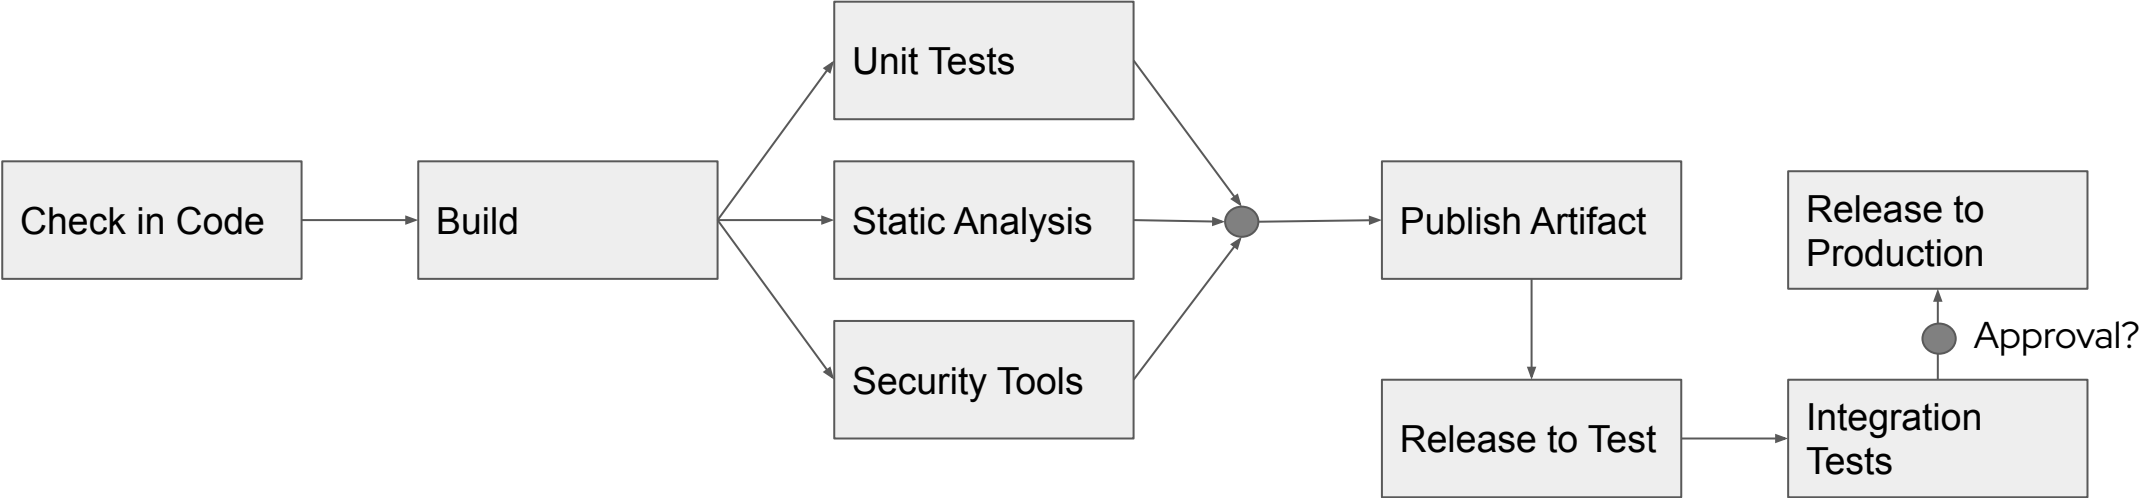 Check in Code
Build
Unit Tests
Static Analysis
Security Tools
Publish Artifact
Release to Test
Integration
Tests
Approval?
Release to
Production